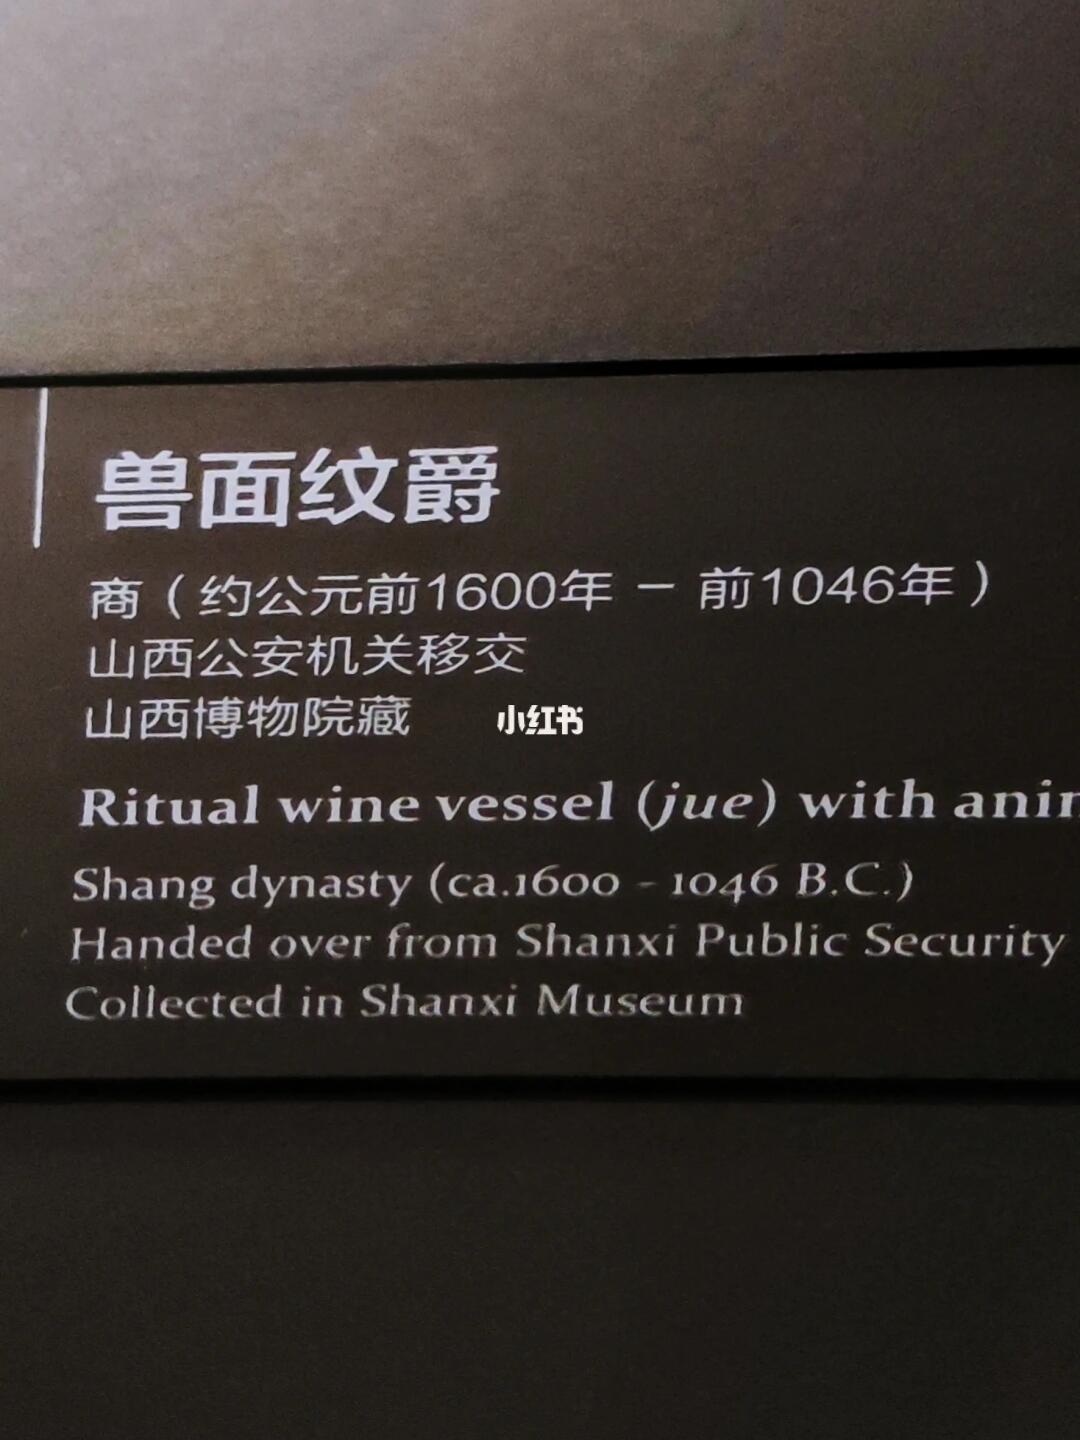 兽面纹爵
商（约公元前1600年 – 前1046年）
山西公安机关移交
山西博物院藏
小红书
Ritual wine vessel (jue) with
Shang dynasty (ca.1600 - 1046 B.C.)
Handed over from Shanxi Public Security
Collected in Shanxi Museum